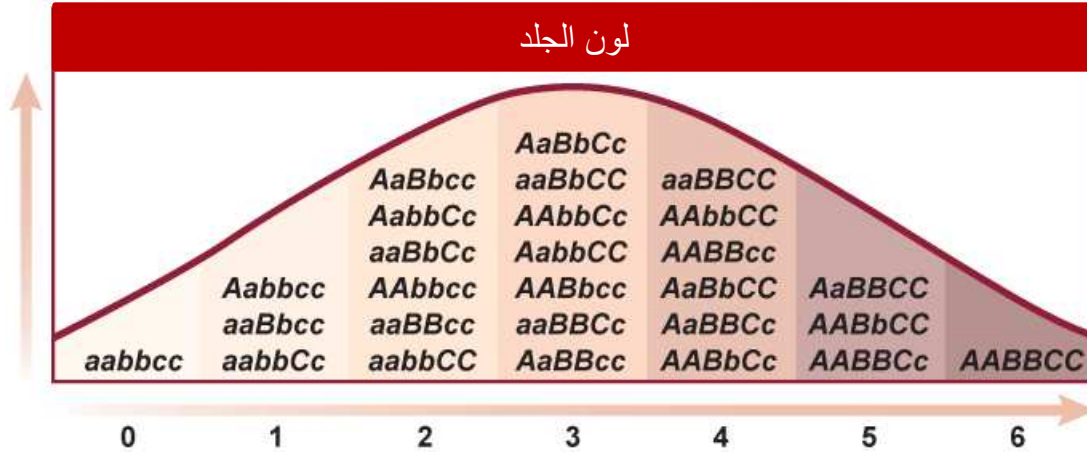 لون الجلد
AaBbCc
AaBbcc aaBbCC aaBBCC
AabbCc AAbbCc AAbbCC
aaBbCc AabbCC AABBcc
Aabbcc AAbbcc AABbcc AaBbCC AaBBCC
aaBbcc aaBBcc aaBBCc AaBBCc AABbCC
aabbcc aabbCc aabbCC AaBBcc AABbCc AABBCc AABBCC
0 1 2 3 4 5 6